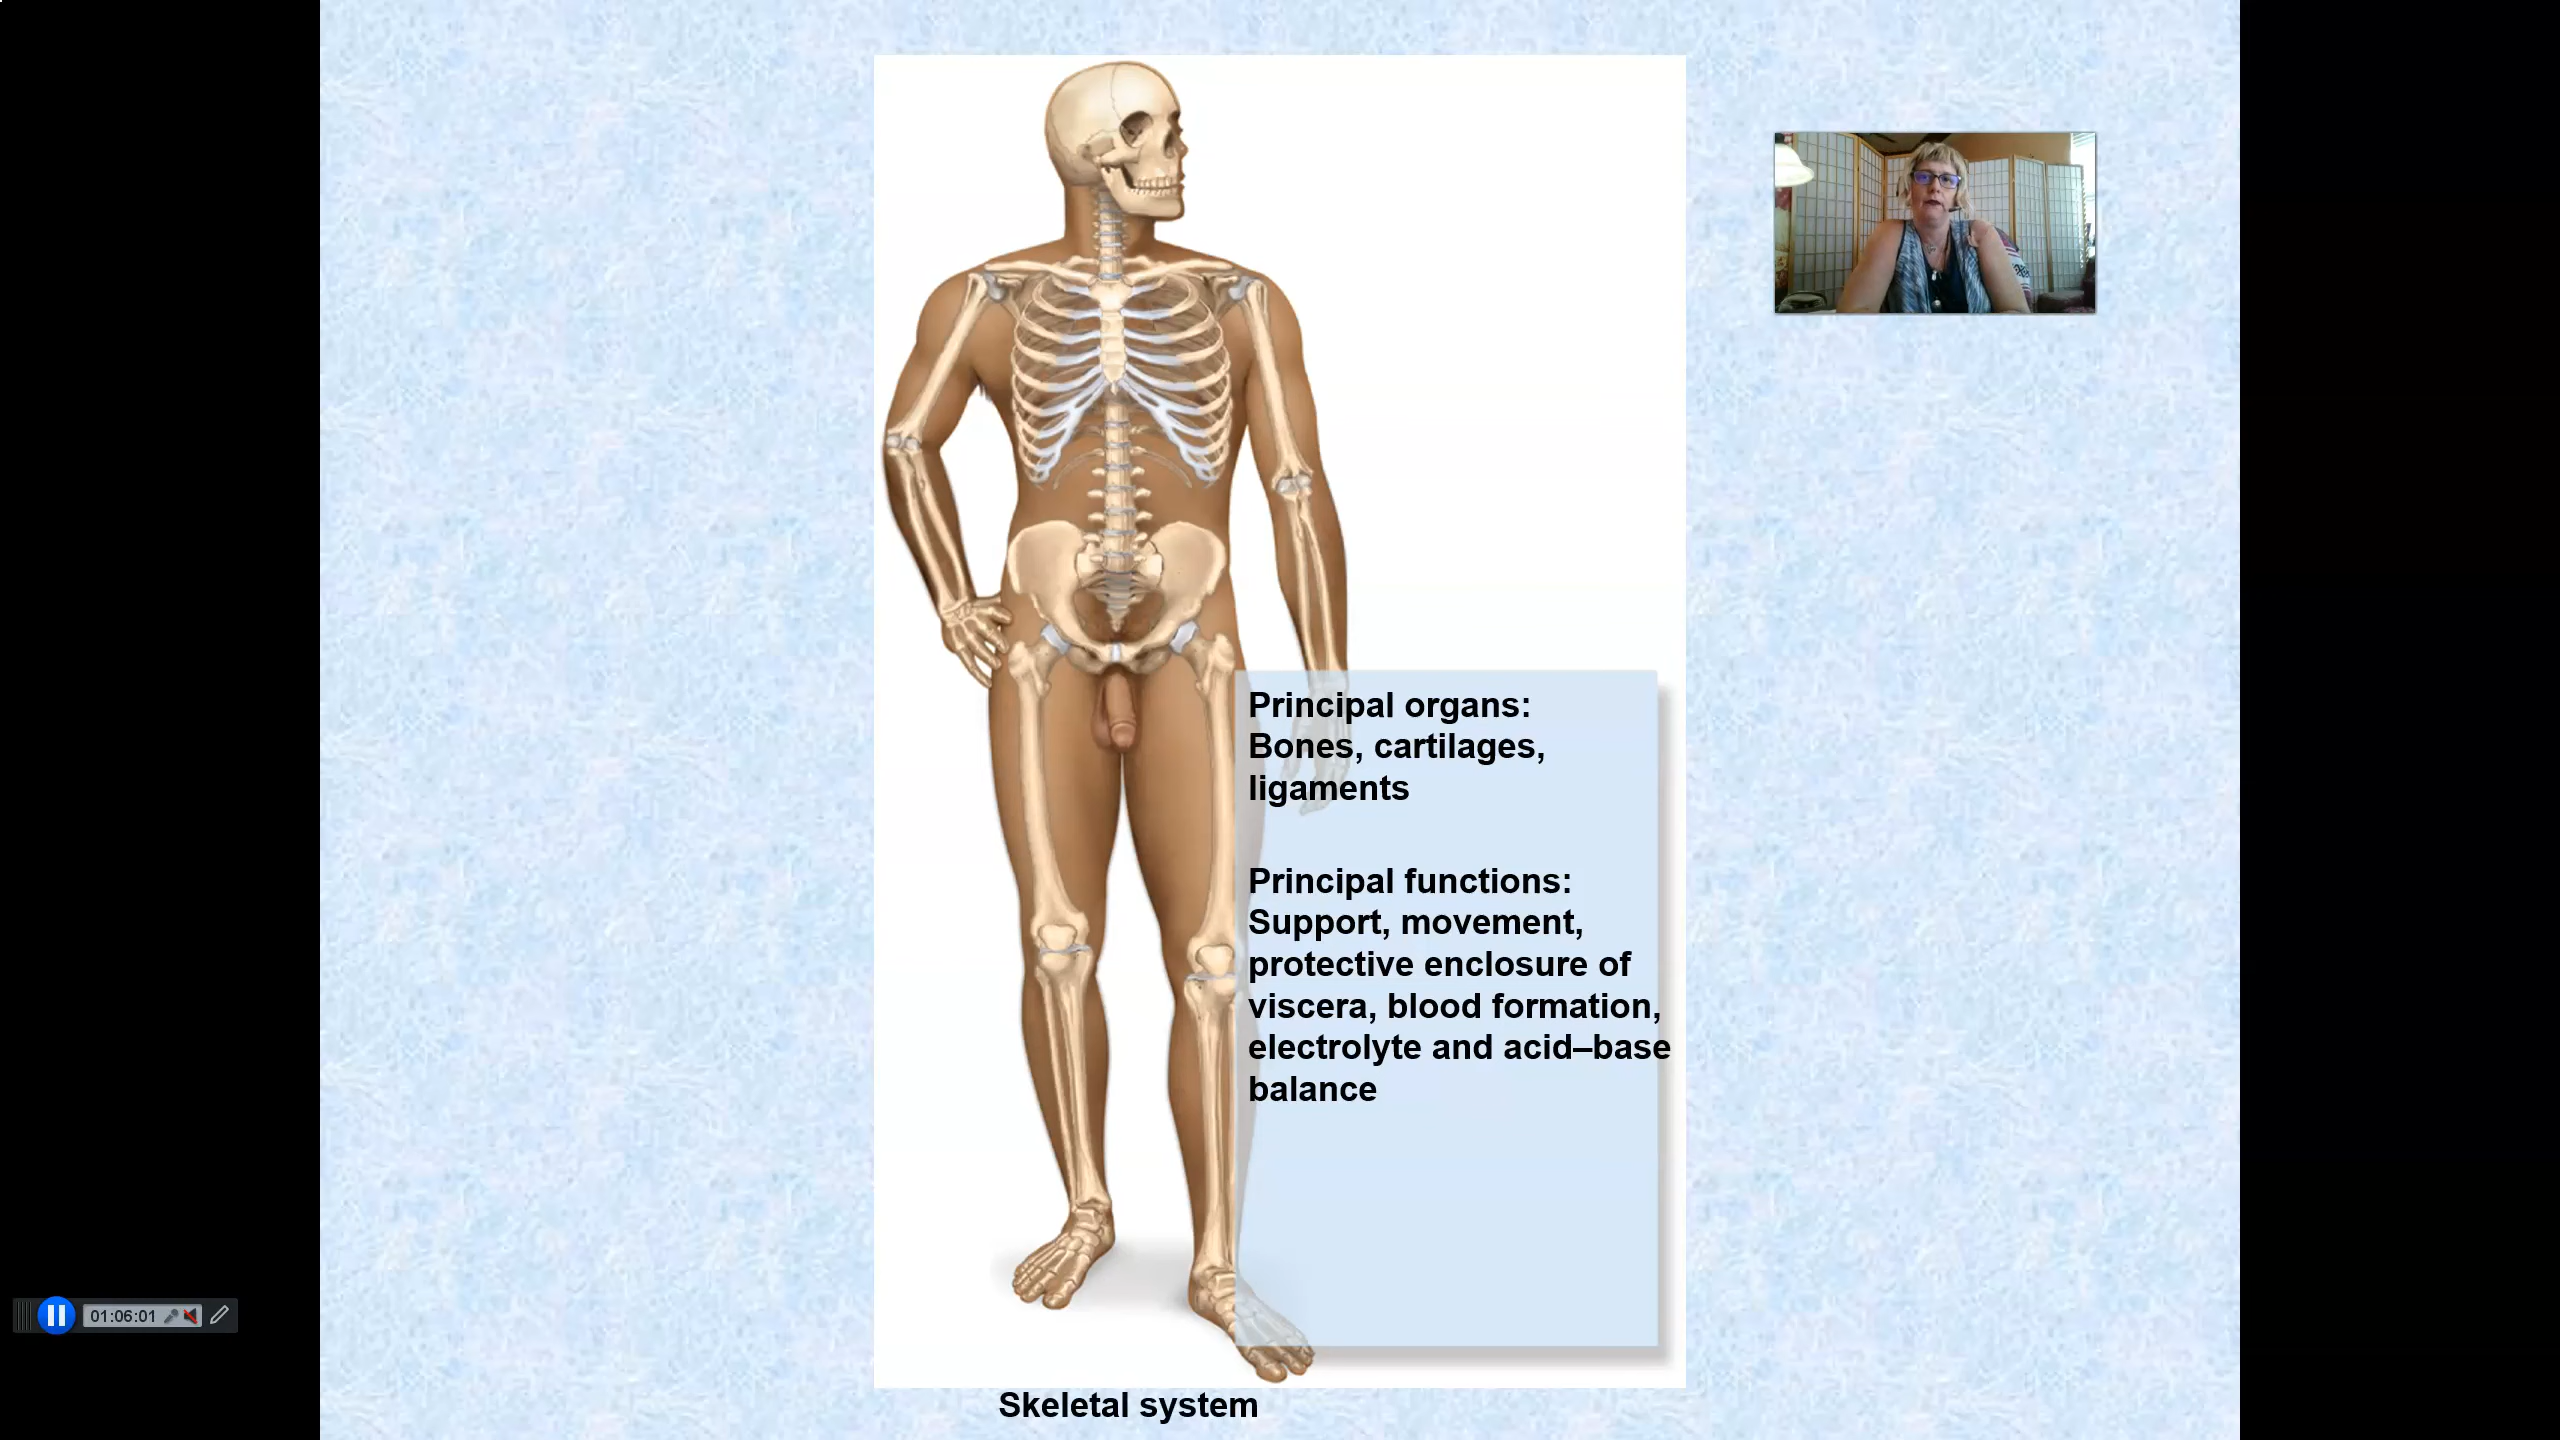 Principal organs:
Bones, cartilages,
ligaments
Principal functions:
Support, movement,
protective enclosure of
viscera, blood formation,
electrolyte and acid–base
balance
01:06:01
Skeletal system